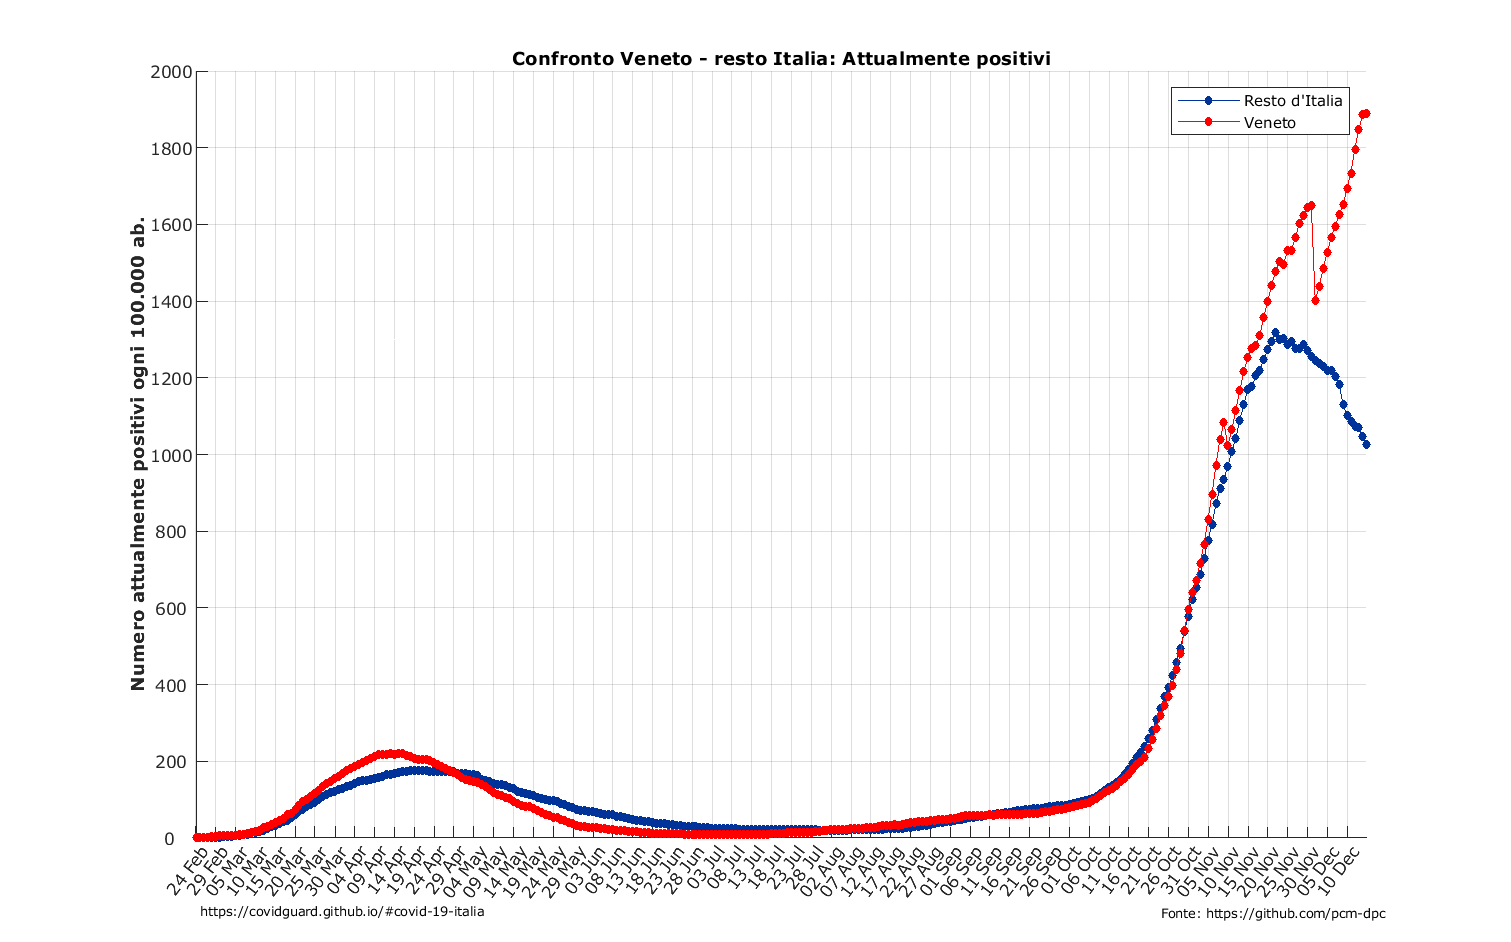 Confronto Veneto - resto Italia: Attualmente positivi
Resto d'Italia
Veneto
Numero attualmente positivi ogni 100.000 ab.
2000
1800
1600
1400
1200
1000
800
600
400
200
0
24 Feb
29 Feb
05 Mar
10 Mar
15 Mar
20 Mar
25 Mar
30 Mar
04 Apr
09 Apr
14 Apr
19 Apr
24 Apr
29 Apr
04 May
09 May
14 May
19 May
24 May
29 May
03 Jun
08 Jun
13 Jun
18 Jun
23 Jun
28 Jun
03 Jul
08 Jul
13 Jul
18 Jul
23 Jul
28 Jul
02 Aug
07 Aug
12 Aug
17 Aug
22 Aug
27 Aug
01 Sep
06 Sep
11 Sep
16 Sep
21 Sep
26 Sep
01 Oct
06 Oct
11 Oct
16 Oct
21 Oct
26 Oct
31 Oct
05 Nov
10 Nov
15 Nov
20 Nov
25 Nov
30 Nov
05 Dec
10 Dec
https://covidguard.github.io/#covid-19-italia
Fonte: https://github.com/pcm-dpc